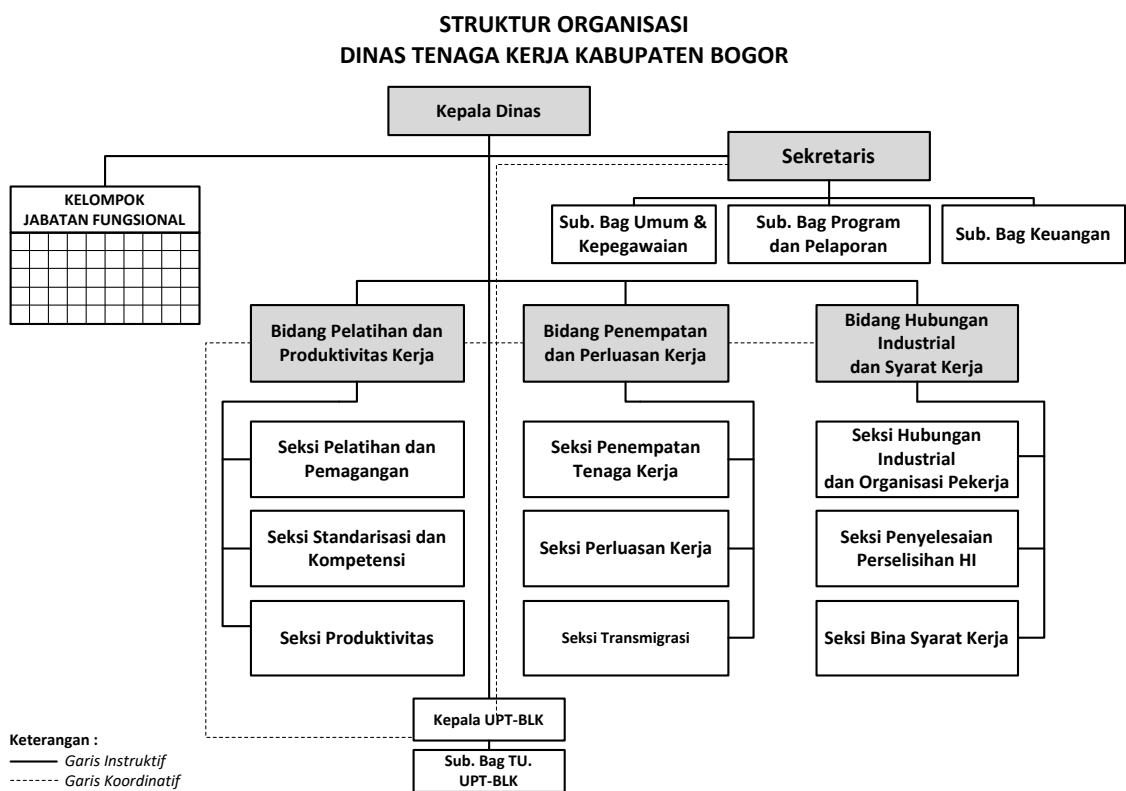 STRUKTUR ORGANISASI
DINAS TENAGA KERJA KABUPATEN BOGOR
Kepala Dinas
Sekretaris
KELOMPOK
JABATAN FUNGSIONAL
Sub. Bag Umum &
Kepegawaian
Sub. Bag Program
dan Pelaporan
Sub. Bag Keuangan
Bidang Pelatihan dan
Produktivitas Kerja
Bidang Penempatan
dan Perluasan Kerja
Bidang Hubungan
Industrial
dan Syarat Kerja
Seksi Pelatihan dan
Pemagangan
Seksi Penempatan
Tenaga Kerja
Seksi Hubungan
Industrial
dan Organisasi Pekerja
Seksi Standarisasi dan
Kompetensi
Seksi Perluasan Kerja
Seksi Penyelesaian
Perselisihan HI
Seksi Produktivitas
Seksi Transmigrasi
Seksi Bina Syarat Kerja
Kepala UPT-BLK
Sub. Bag TU.
UPT-BLK
Keterangan :
Garis Instruktif
Garis Koordinatif